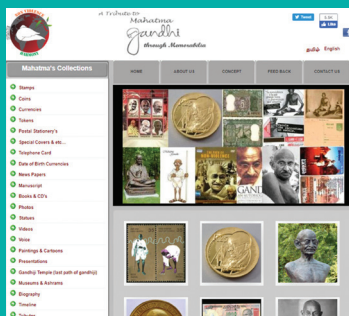 A Tribute to
Mahatma
Gandhi
through Memorabilia
Tweet
Like
தமிழ் English
Mahatma's Collections
HOME
ABOUT US
CONCEPT
FEED BACK
CONTACT US
Stamps
Coins
Currencies
Tokens
Postal Stationery's
Special Covers & etc...
Telephone Card
Date of Birth Currencies
News Papers
Manuscript
Books & CD's
Photos
Statues
Videos
Voice
Paintings & Cartoons
Presentations
Gandhiji Temple (last path of gandhiji)
Museums & Ashrams
Biography
Timeline
Tributes